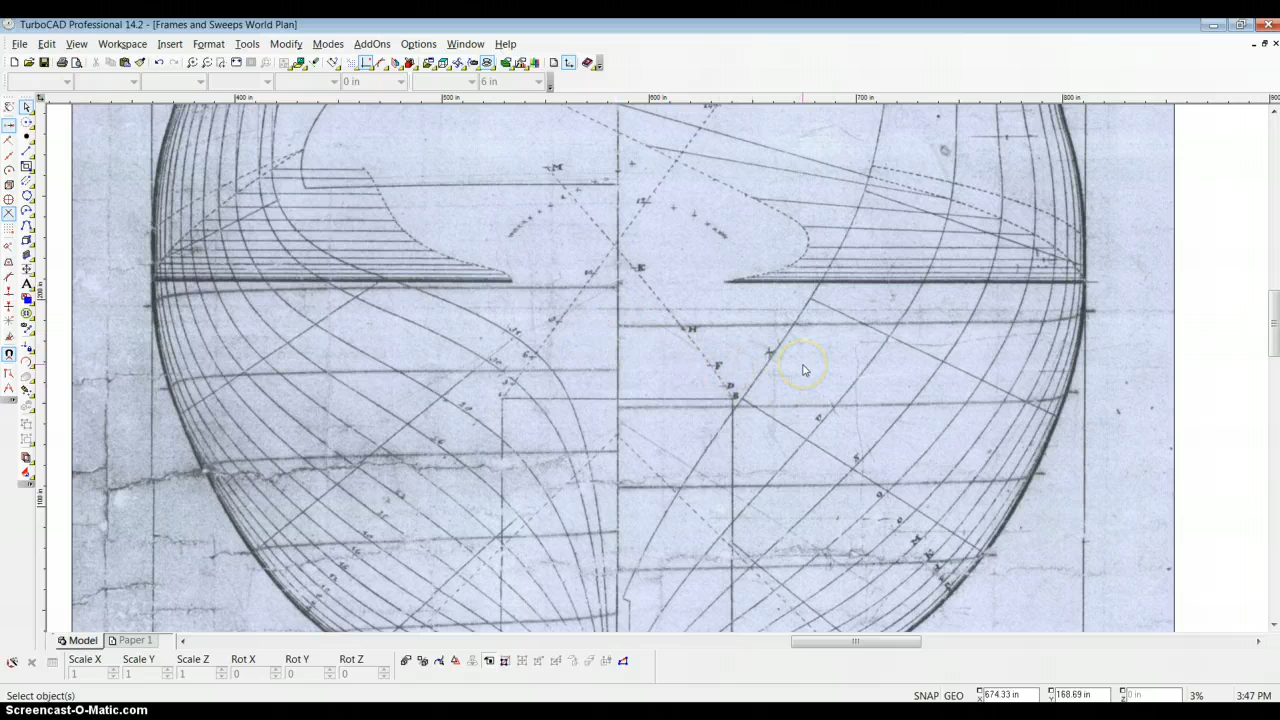 TurboCAD Professional 14.2 - [Frames and Sweeps World Plan]
File Edit View Workspace Insert Format Tools Modify Modes AddOns Options Window Help
0 in 6 in
400 in 500 in 600 in 700 in 800 in
M
K
H
F
D
B
U
S
Q
O
M
K
Model Paper 1
Scale X Scale Y Scale Z Rot X Rot Y Rot Z
1 1 1 0 0 0
Select object(s) SNAP GEO 674.33 in 168.69 in 0 in 3% 3:47 PM
Screencast-O-Matic.com